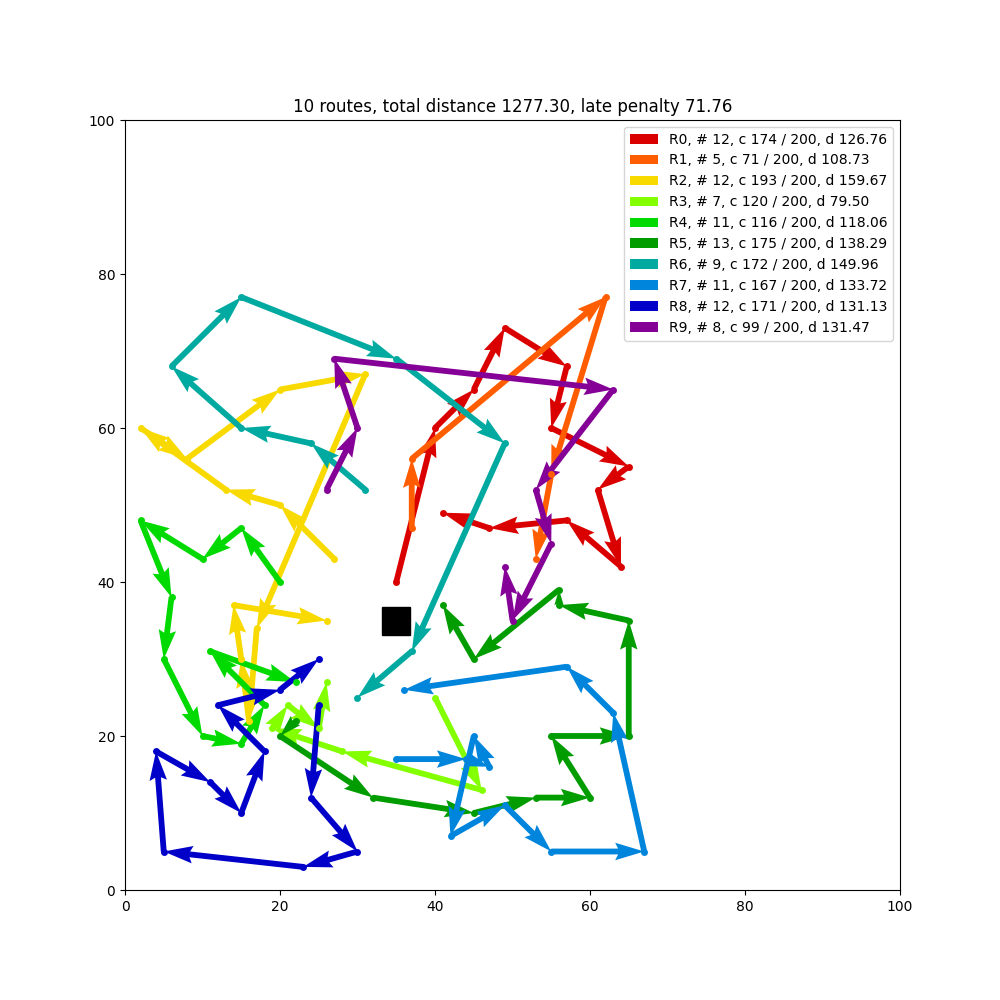 10 routes, total distance 1277.30, late penalty 71.76
R0, # 12, c 174 / 200, d 126.76
R1, # 5, c 71 / 200, d 108.73
R2, # 12, c 193 / 200, d 159.67
R3, # 7, c 120 / 200, d 79.50
R4, # 11, c 116 / 200, d 118.06
R5, # 13, c 175 / 200, d 138.29
R6, # 9, c 172 / 200, d 149.96
R7, # 11, c 167 / 200, d 133.72
R8, # 12, c 171 / 200, d 131.13
R9, # 8, c 99 / 200, d 131.47
100
80
60
40
20
0
0 20 40 60 80 100